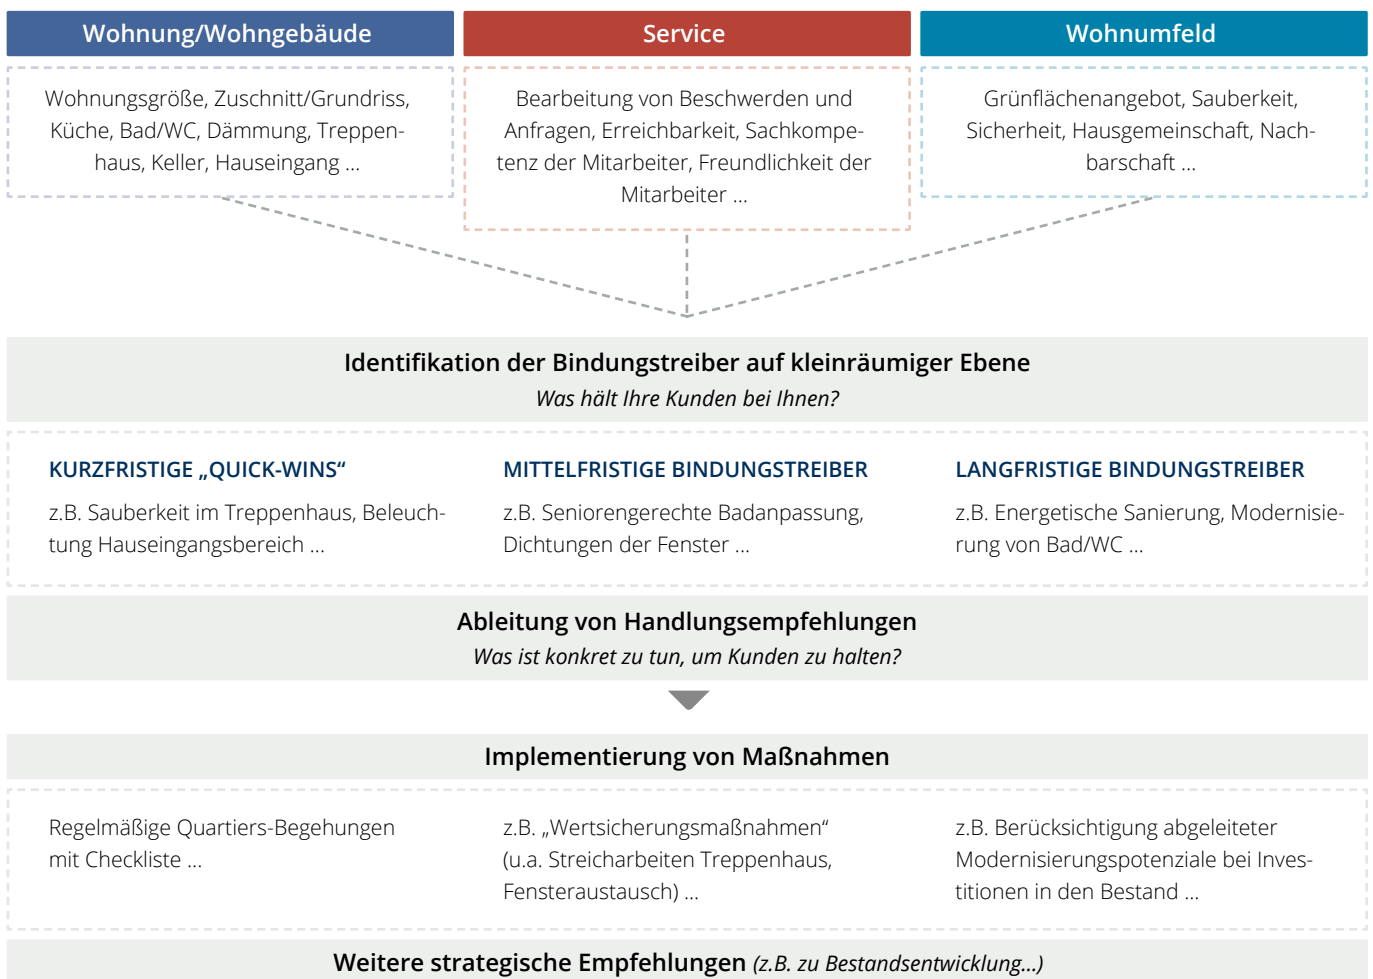 Wohnung/Wohngebäude
Wohnungsgröße, Zuschnitt/Grundriss,
Küche, Bad/WC, Dämmung, Treppen-
haus, Keller, Hauseingang ...
Service
Bearbeitung von Beschwerden und
Anfragen, Erreichbarkeit, Sachkompe-
tenz der Mitarbeiter, Freundlichkeit der
Mitarbeiter ...
Wohnumfeld
Grünflächenangebot, Sauberkeit,
Sicherheit, Hausgemeinschaft, Nach-
barschaft ...
Identifikation der Bindungstreiber auf kleinräumiger Ebene
Was hält Ihre Kunden bei Ihnen?
KURZFRISTIGE „QUICK-WINS“
z.B. Sauberkeit im Treppenhaus, Beleuch-
tung Hauseingangsbereich ...
MITTELFRISTIGE BINDUNGSTREIBER
z.B. Seniorengerechte Badanpassung,
Dichtungen der Fenster ...
LANGFRISTIGE BINDUNGSTREIBER
z.B. Energetische Sanierung, Modernisie-
rung von Bad/WC ...
Ableitung von Handlungsempfehlungen
Was ist konkret zu tun, um Kunden zu halten?
Implementierung von Maßnahmen
Regelmäßige Quartiers-Begehungen
mit Checkliste ...
z.B. „Wertsicherungsmaßnahmen“
(u.a. Streicharbeiten Treppenhaus,
Fensteraustausch) ...
z.B. Berücksichtigung abgeleiteter
Modernisierungspotenziale bei Inves-
titionen in den Bestand ...
Weitere strategische Empfehlungen (z.B. zu Bestandsentwicklung...)